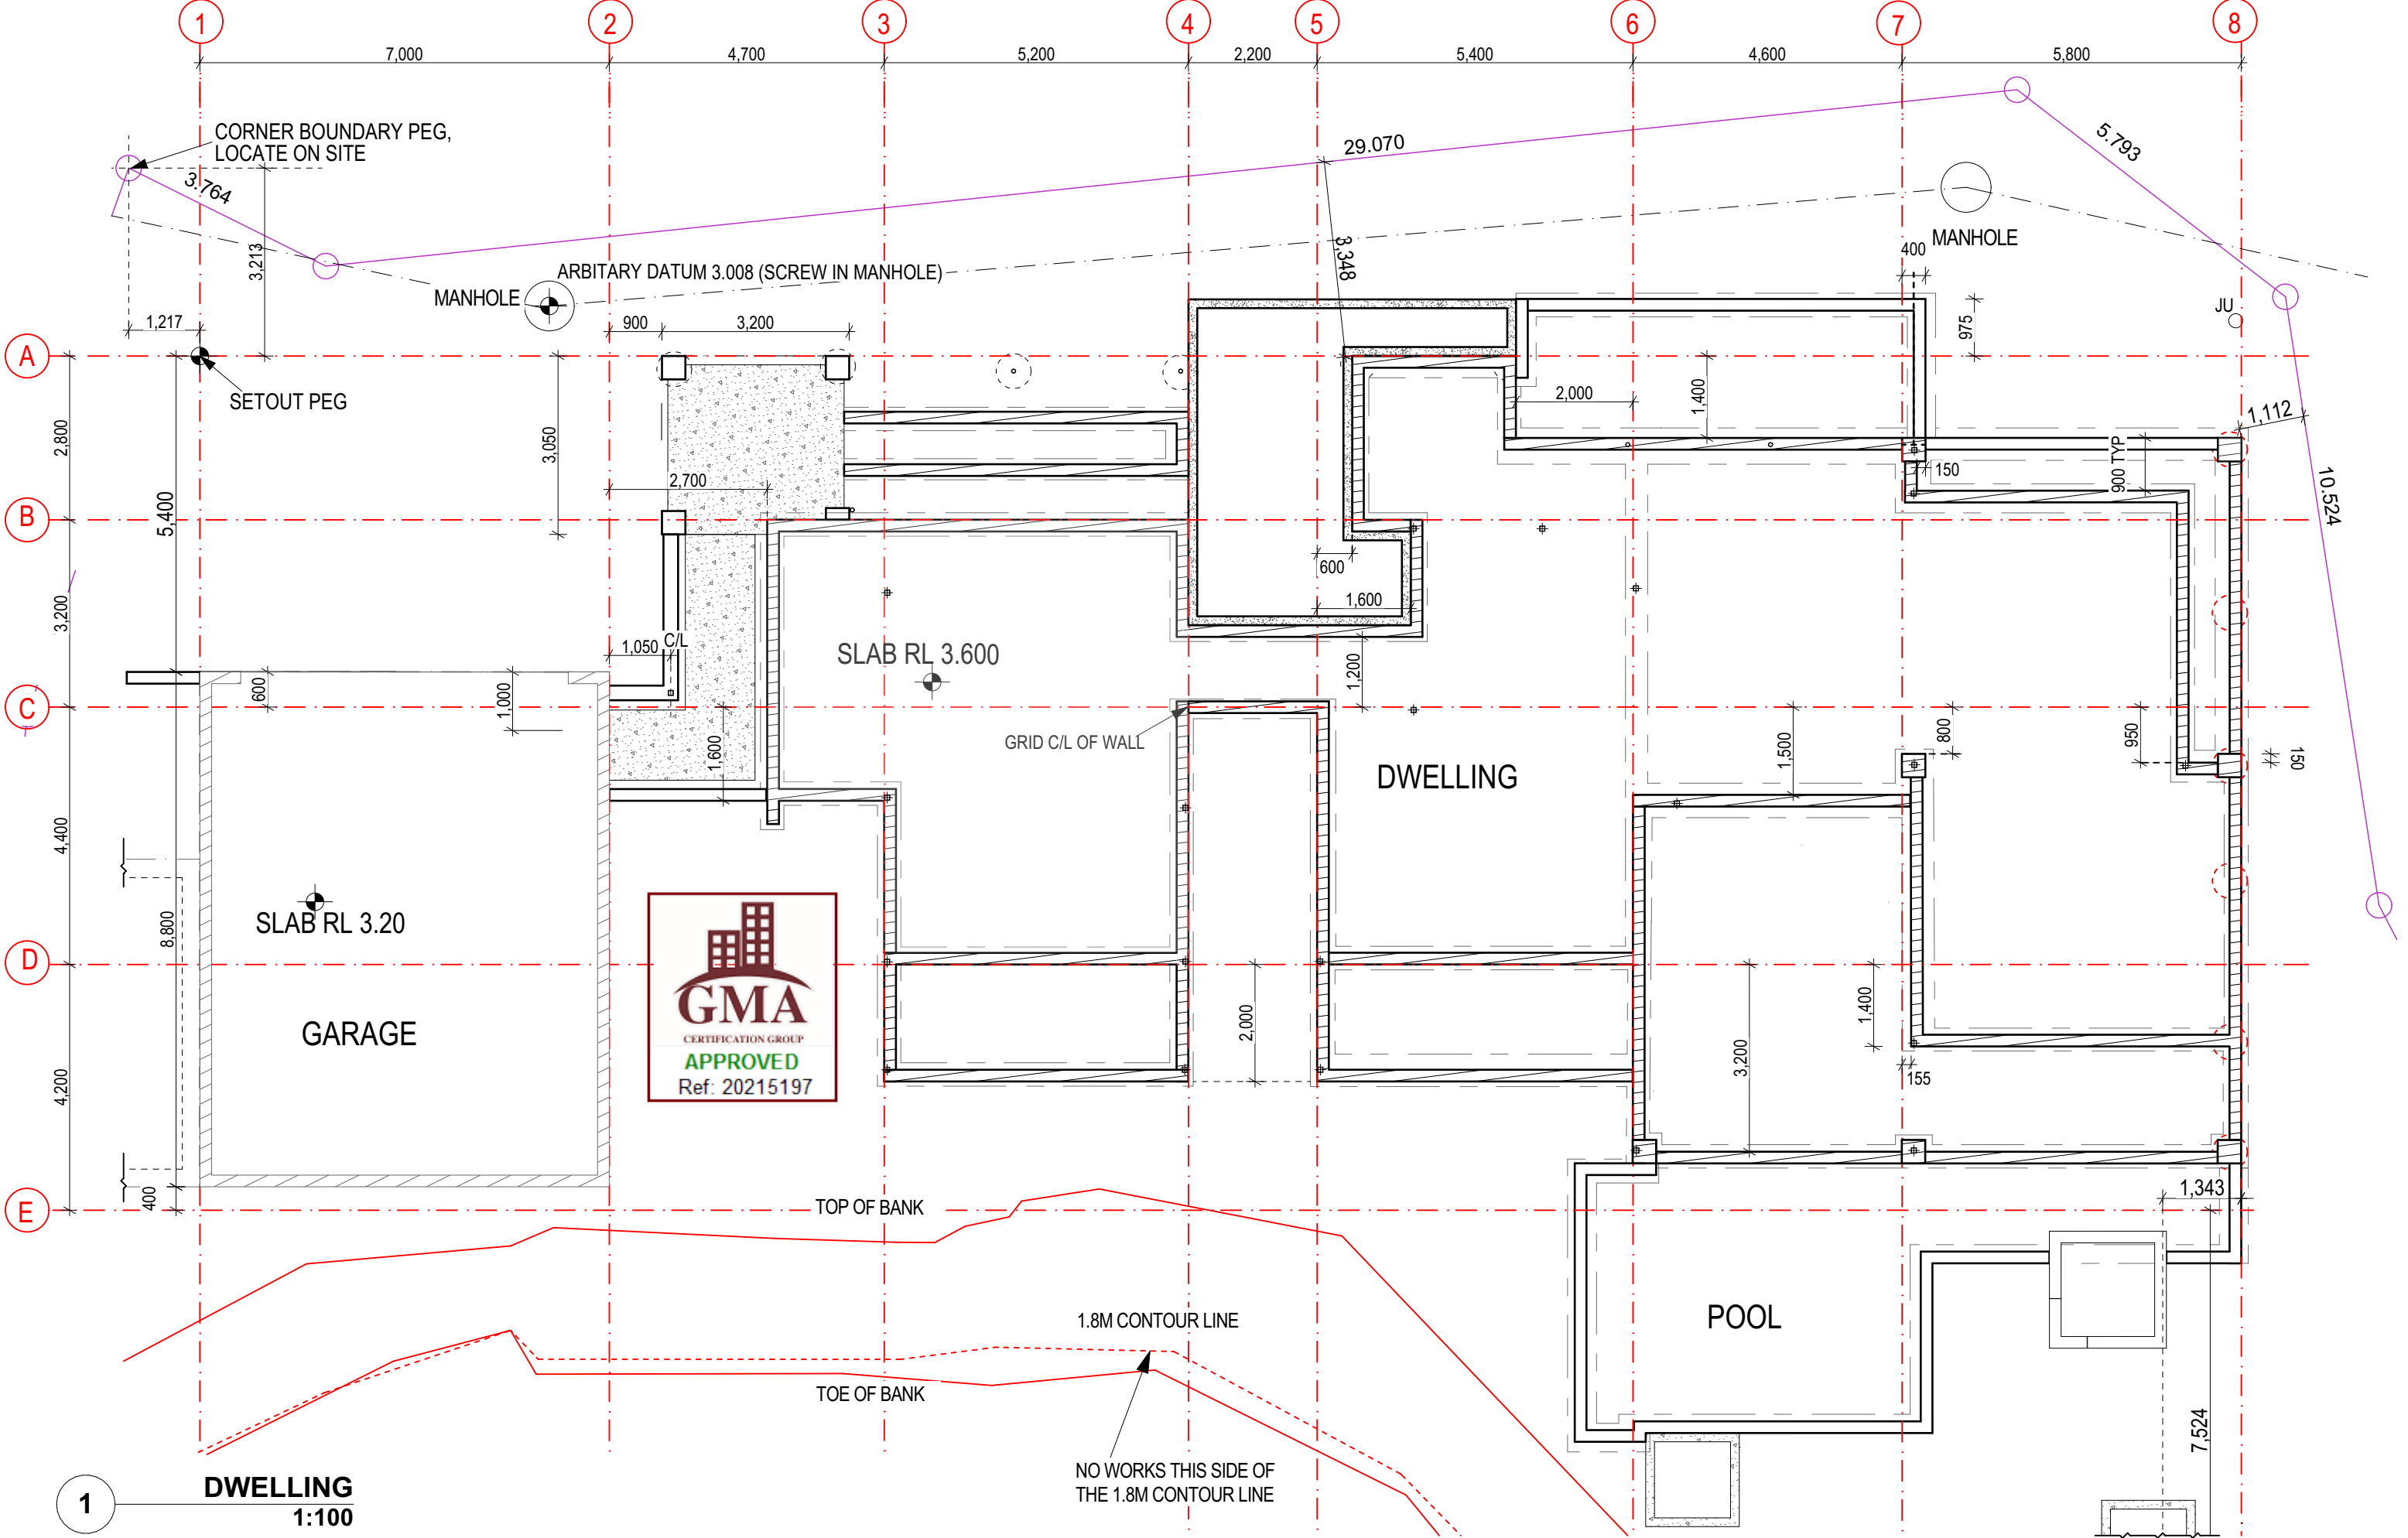 1
2
3
4
5
6
7
8
7,000
4,700
5,200
2,200
5,400
4,600
5,800
CORNER BOUNDARY PEG,
LOCATE ON SITE
3.764
3,213
1,217
29.070
5.793
MANHOLE
400
MANHOLE
ARBITARY DATUM 3.008 (SCREW IN MANHOLE)
3,348
JU
975
900
3,200
A
SETOUT PEG
2,800
5,400
3,050
2,700
2,000
1,400
1,112
900 TYP
150
10.524
B
3,200
600
1,600
1,050
C/L
SLAB RL 3.600
1,200
600
1,000
C
1,600
GRID C/L OF WALL
1,500
800
950
150
DWELLING
4,400
8,800
SLAB RL 3.20
D
GMA
CERTIFICATION GROUP
APPROVED
Ref: 20215197
GARAGE
2,000
3,200
1,400
155
4,200
400
E
TOP OF BANK
1,343
1.8M CONTOUR LINE
POOL
TOE OF BANK
7,524
NO WORKS THIS SIDE OF
THE 1.8M CONTOUR LINE
1
DWELLING
1:100